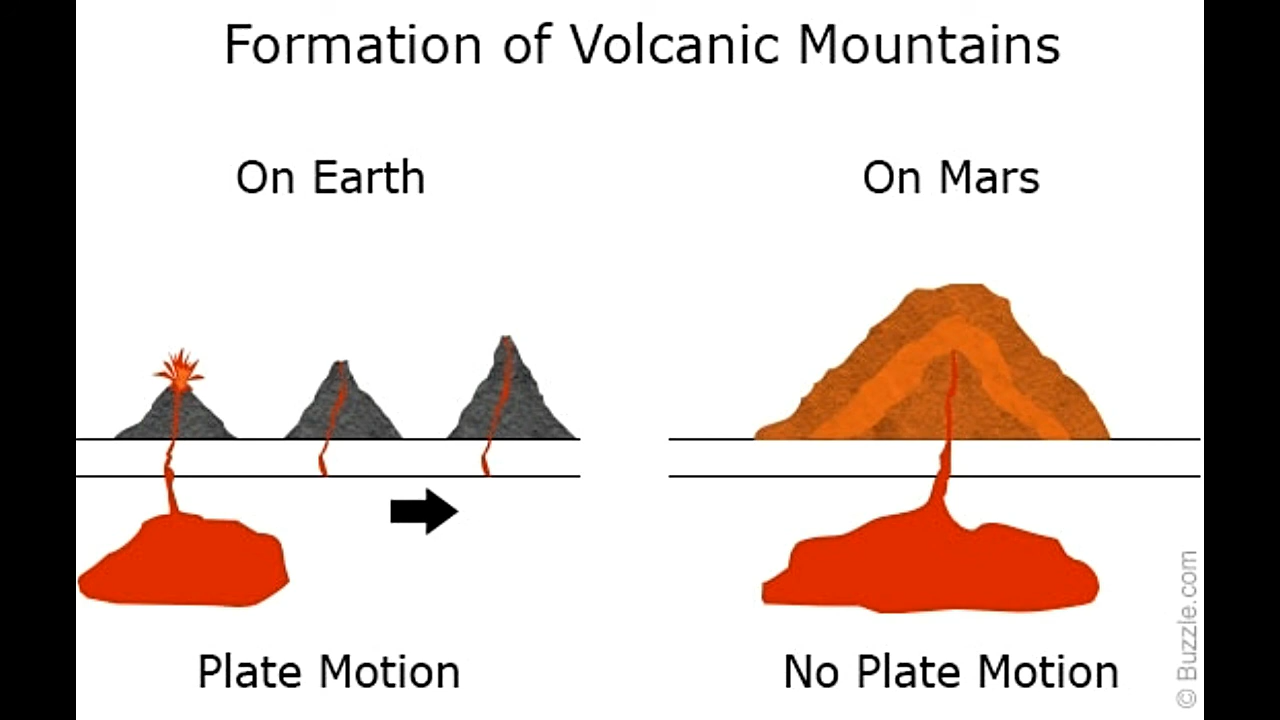 Formation of Volcanic Mountains
On Earth
On Mars
Plate Motion
No Plate Motion
© Buzzle.com